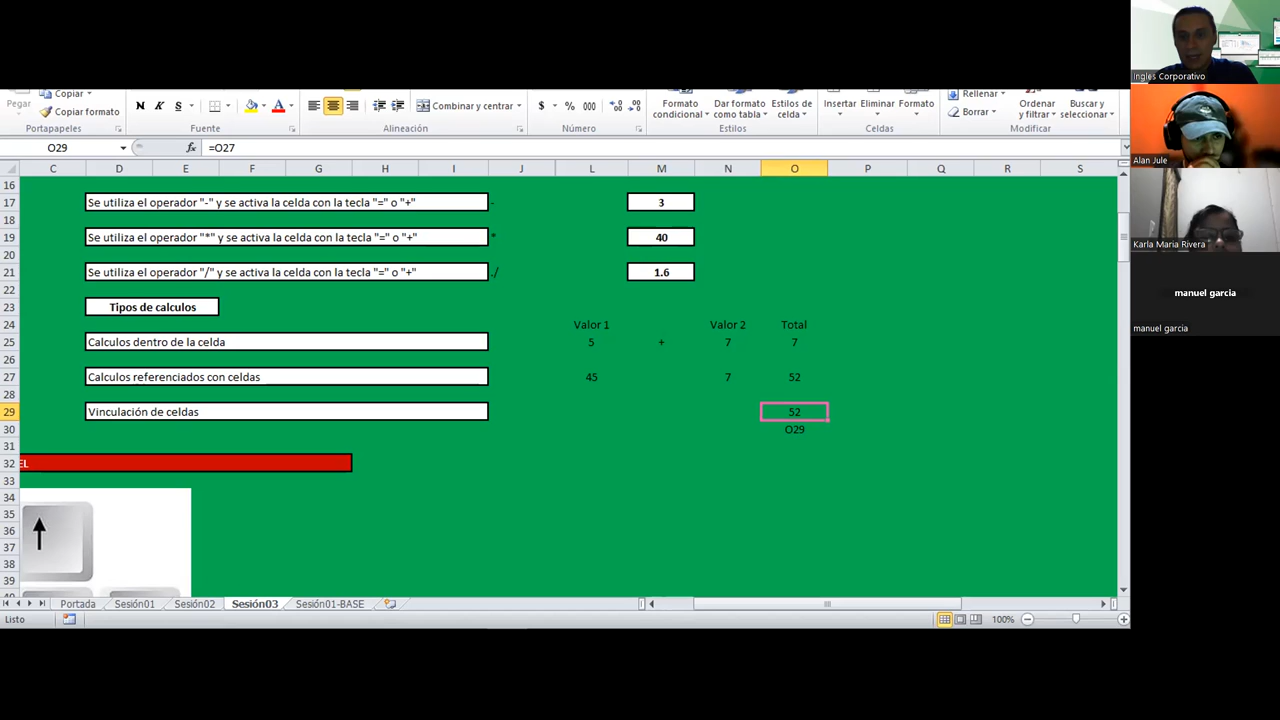 Pegar
Copiar
Copiar formato
Portapapeles
N K S
A
Fuente
Combinar y centrar
Alineación
$ % 000
Número
Formato condicional
Dar formato como tabla
Estilos de celda
Estilos
Insertar
Eliminar
Formato
Celdas
Rellenar
Borrar
Ordenar y filtrar
Buscar y seleccionar
Modificar
O29
fx
=O27
C D E F G H I J L M N O P Q R S
16
17 Se utiliza el operador "-" y se activa la celda con la tecla "=" o "+" - 3
18
19 Se utiliza el operador "*" y se activa la celda con la tecla "=" o "+" * 40
20
21 Se utiliza el operador "/" y se activa la celda con la tecla "=" o "+" ./ 1.6
22
23 Tipos de calculos
24 Valor 1 Valor 2 Total
25 Calculos dentro de la celda 5 + 7 7
26
27 Calculos referenciados con celdas 45 7 52
28
29 Vinculación de celdas 52
30 O29
31
32 EL
33
34
35
36
37
38
39
Portada Sesión01 Sesión02 Sesión03 Sesión01-BASE
Listo
100%
Ingles Corporativo
Alan Jule
Karla Maria Rivera
manuel garcia
manuel garcia